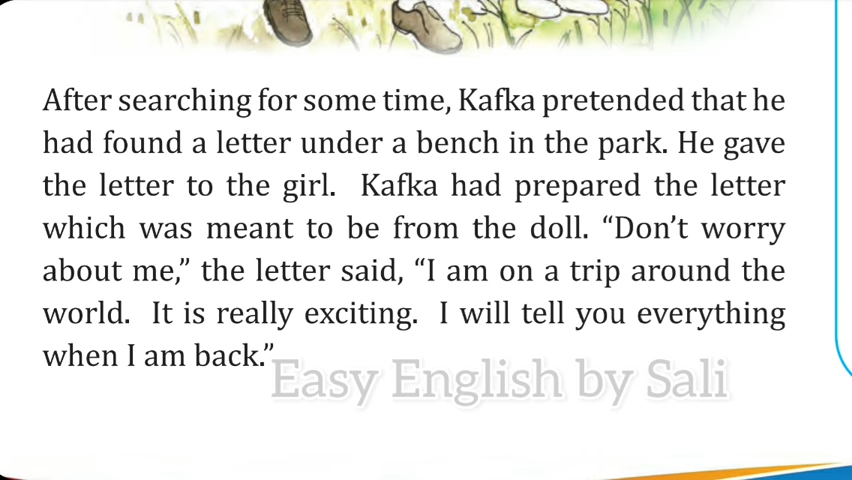 After searching for some time, Kafka pretended that he
had found a letter under a bench in the park. He gave
the letter to the girl. Kafka had prepared the letter
which was meant to be from the doll. “Don’t worry
about me,” the letter said, “I am on a trip around the
world. It is really exciting. I will tell you everything
when I am back.”
Easy English by Sali